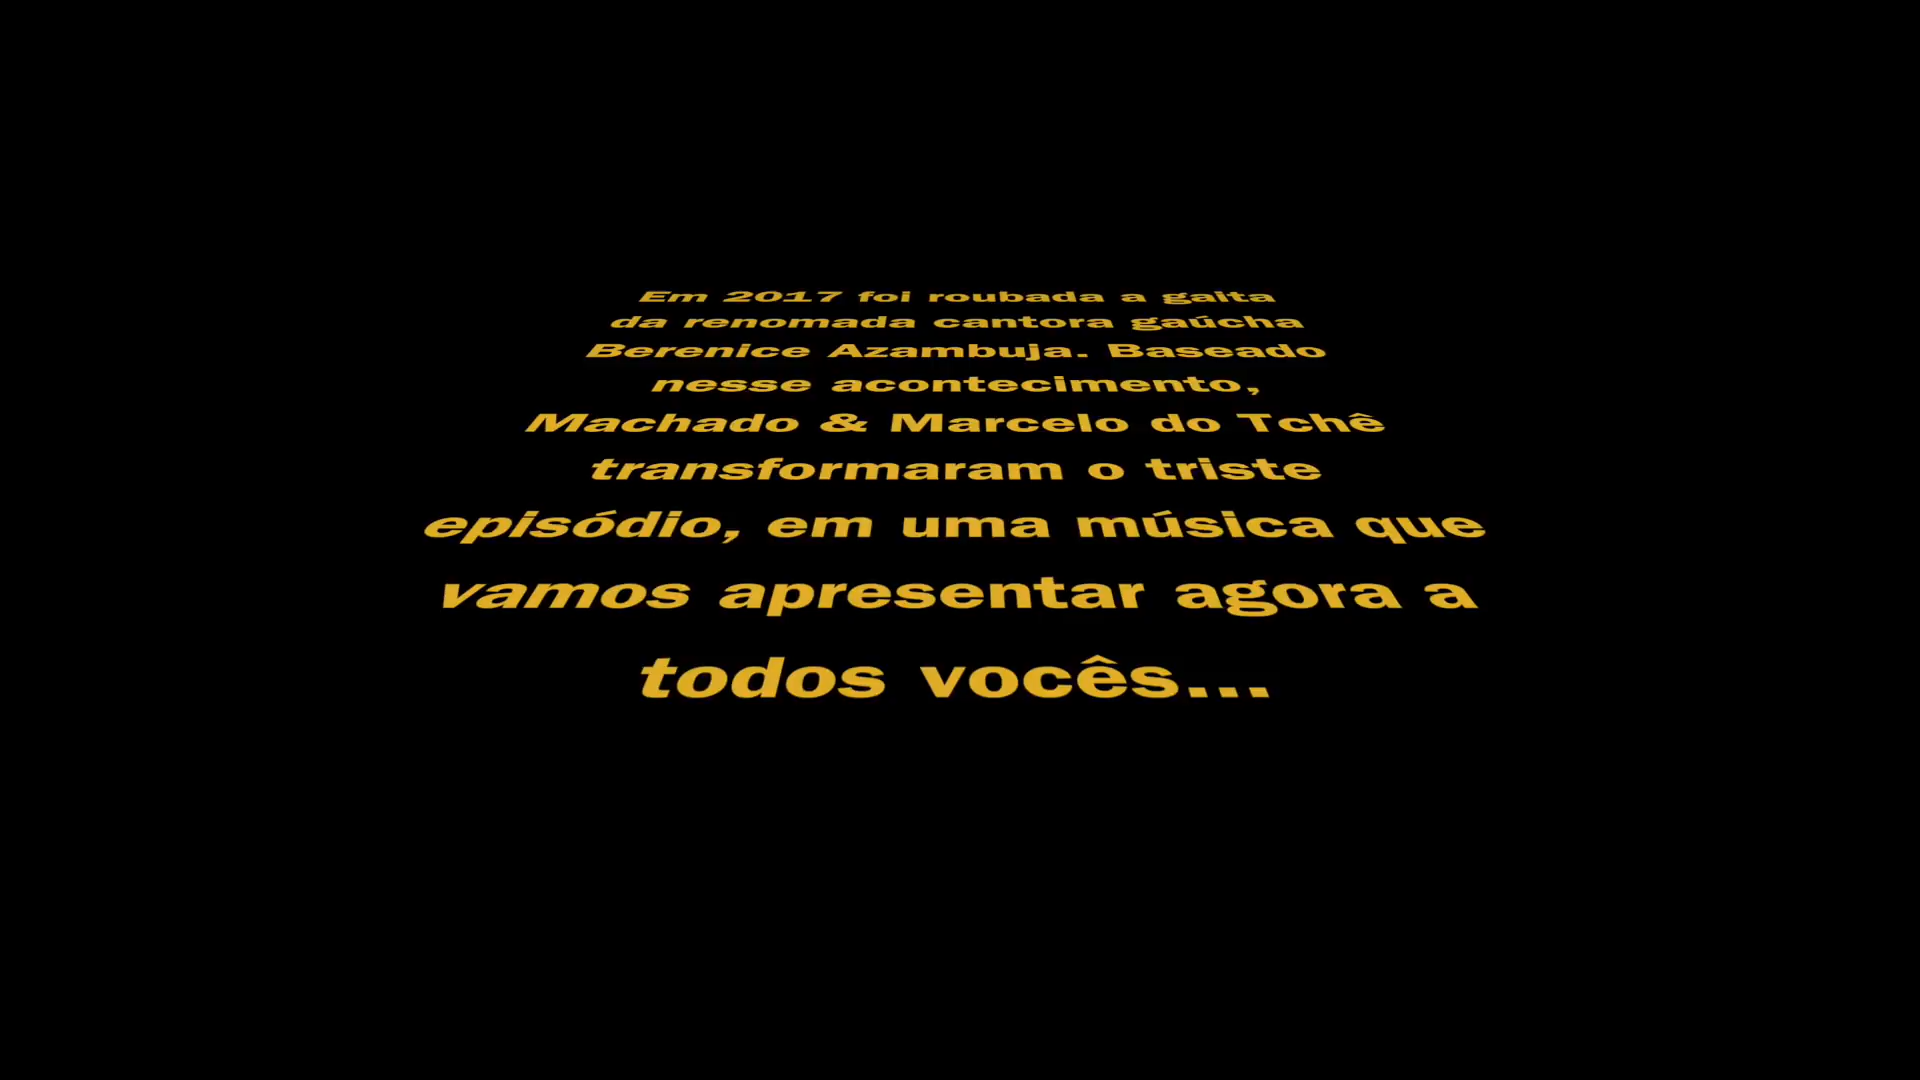 Em 2017 foi roubada a gaita
da renomada cantora gaúcha
Berenice Azambuja. Baseado
nesse acontecimento,
Machado & Marcelo do Tchê
transformaram o triste
episódio, em uma música que
vamos apresentar agora a
todos vocês...